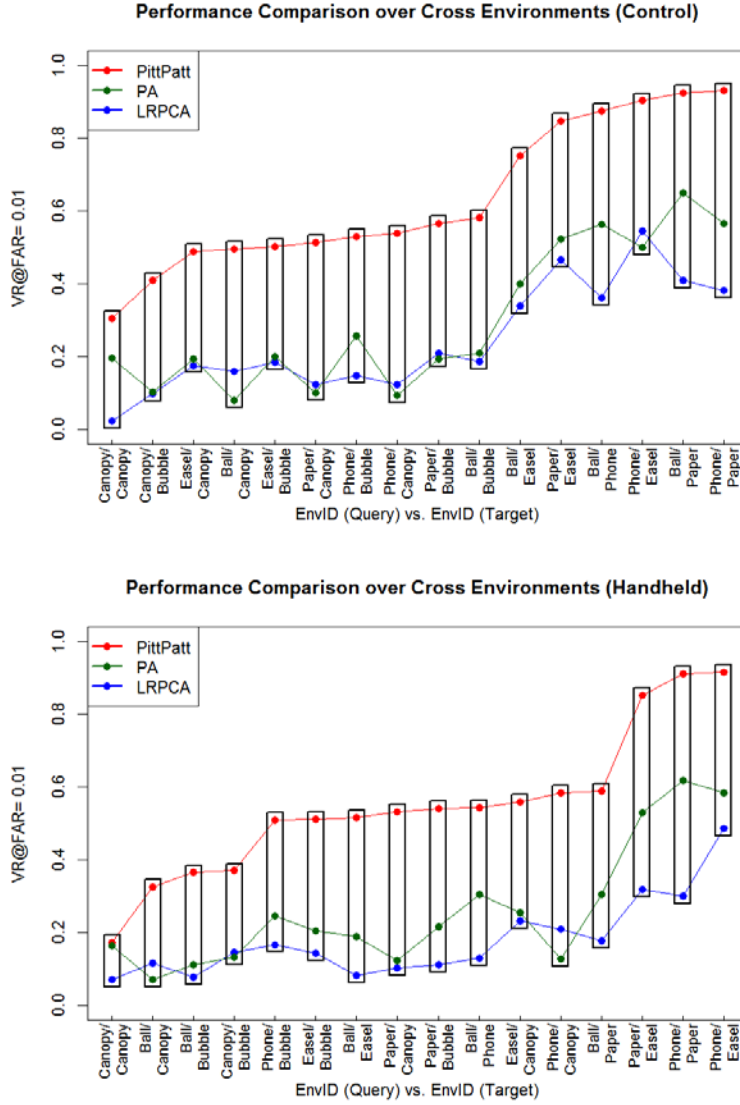 Performance Comparison over Cross Environments (Control)
PittPatt
PA
LRPCA
VR@FAR= 0.01
1.0
0.8
0.6
0.4
0.2
0.0
Canopy/
Canopy
Canopy/
Bubble
Easel/
Canopy
Ball/
Canopy
Easel/
Bubble
Paper/
Canopy
Phone/
Bubble
Phone/
Canopy
Paper/
Bubble
Ball/
Bubble
Ball/
Easel
Paper/
Easel
Ball/
Phone
Phone/
Easel
Ball/
Paper
Phone/
Paper
EnvID (Query) vs. EnvID (Target)
Performance Comparison over Cross Environments (Handheld)
PittPatt
PA
LRPCA
VR@FAR= 0.01
1.0
0.8
0.6
0.4
0.2
0.0
Canopy/
Canopy
Ball/
Canopy
Ball/
Bubble
Canopy/
Bubble
Phone/
Bubble
Easel/
Bubble
Ball/
Easel
Paper/
Canopy
Paper/
Bubble
Ball/
Phone
Easel/
Canopy
Phone/
Canopy
Ball/
Paper
Paper/
Easel
Phone/
Paper
Phone/
Easel
EnvID (Query) vs. EnvID (Target)